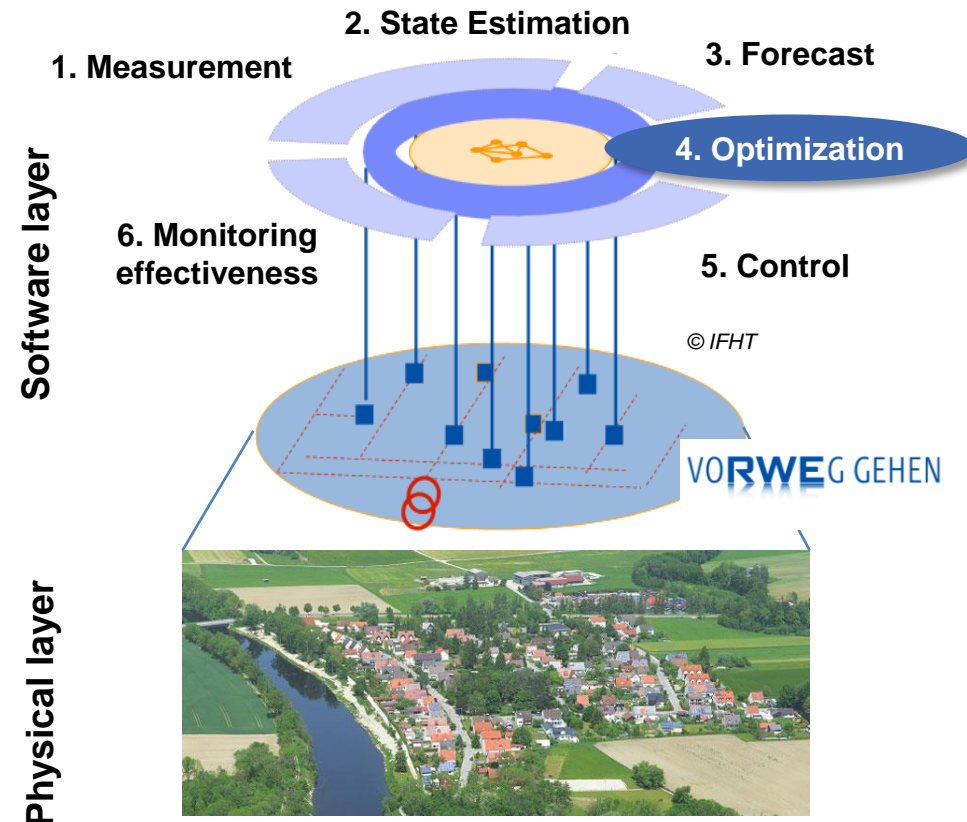 2. State Estimation
1. Measurement
3. Forecast
4. Optimization
6. Monitoring
effectiveness
5. Control
© IFHT
VORWEG GEHEN
Software layer
Physical layer